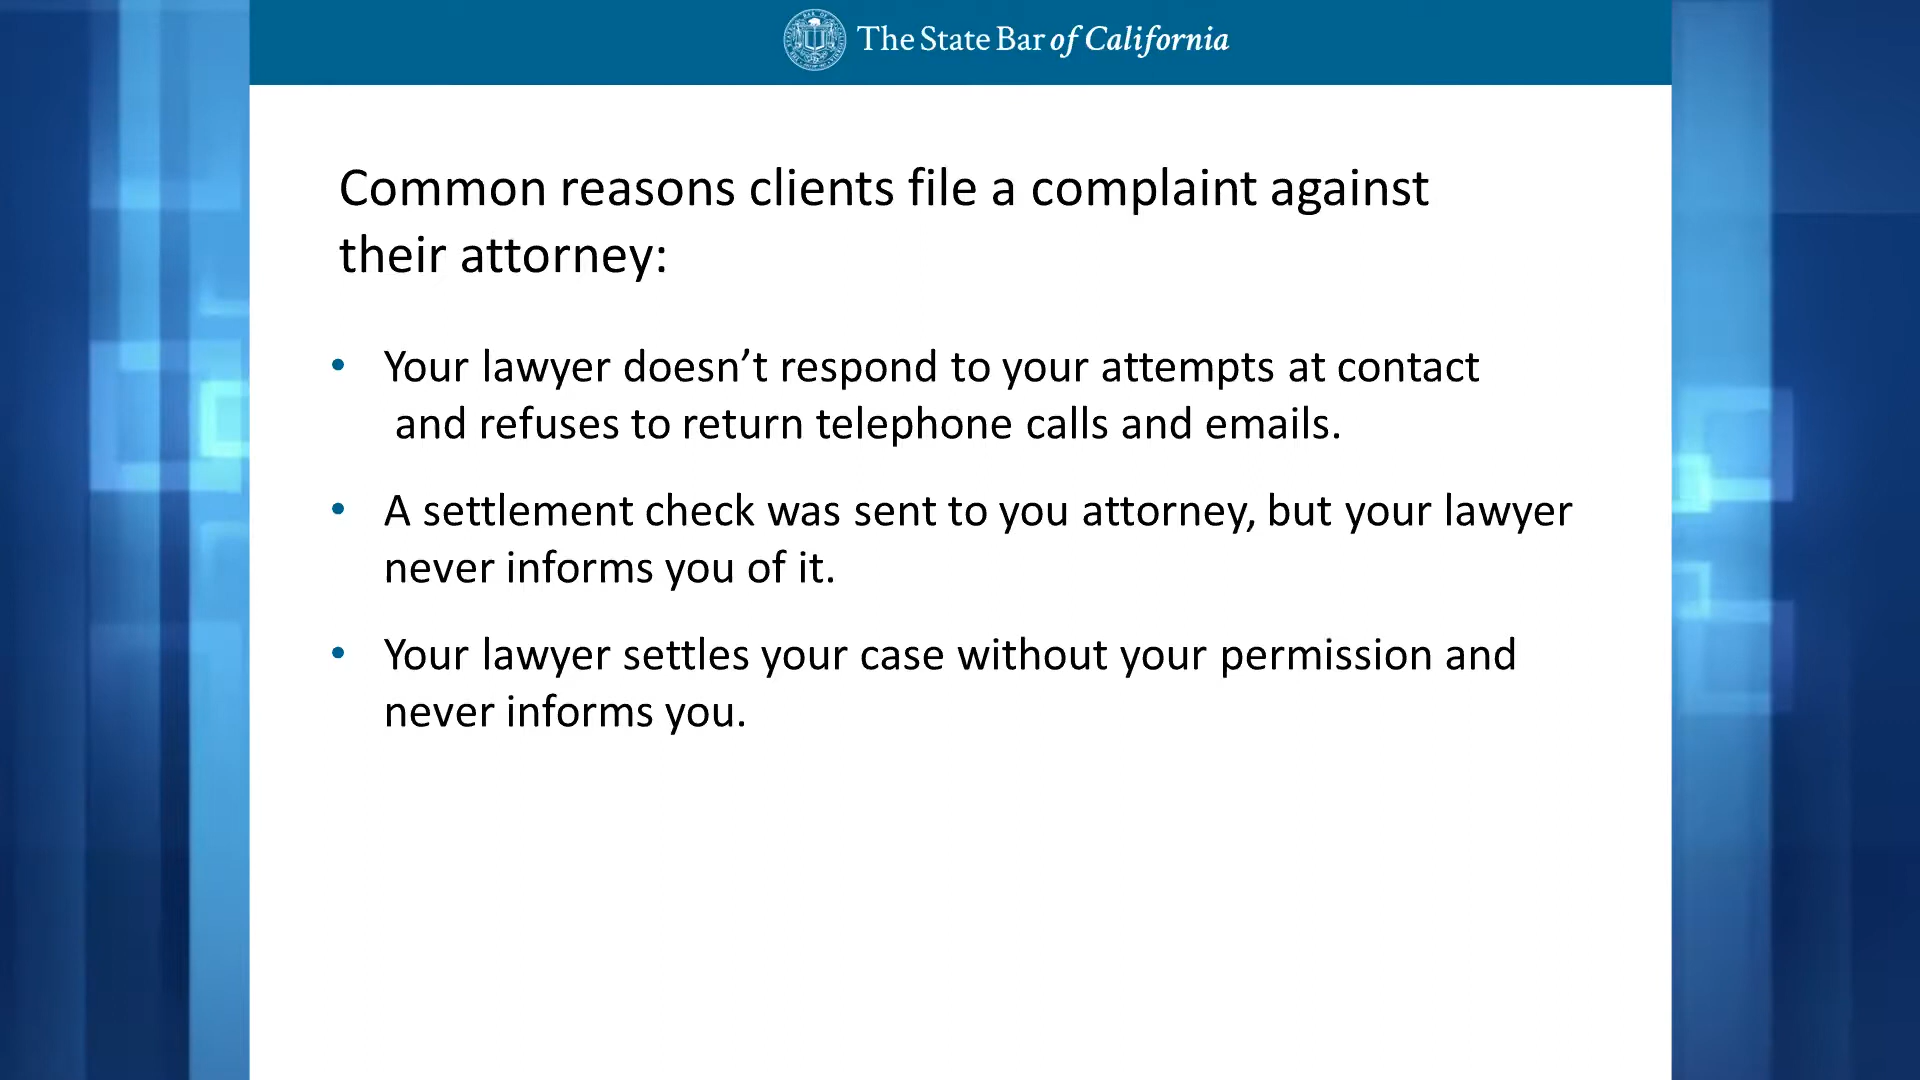 The State Bar of California
Common reasons clients file a complaint against
their attorney:
• Your lawyer doesn’t respond to your attempts at contact
and refuses to return telephone calls and emails.
• A settlement check was sent to you attorney, but your lawyer
never informs you of it.
• Your lawyer settles your case without your permission and
never informs you.